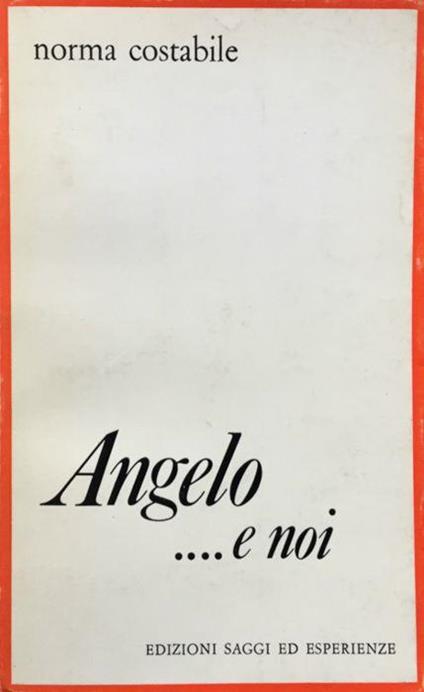 norma costabile
Angelo
.... e noi
EDIZIONI SAGGI ED ESPERIENZE